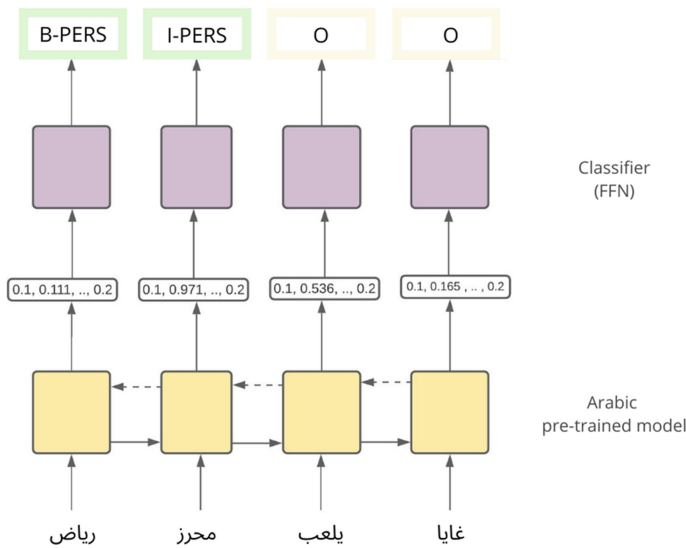 B-PERS I-PERS O O
Classifier
(FFN)
0.1, 0.111, .., 0.2 0.1, 0.971, .., 0.2 0.1, 0.536, .., 0.2 0.1, 0.165 , .. , 0.2
Arabic
pre-trained model
رياض محرز يلعب غايا